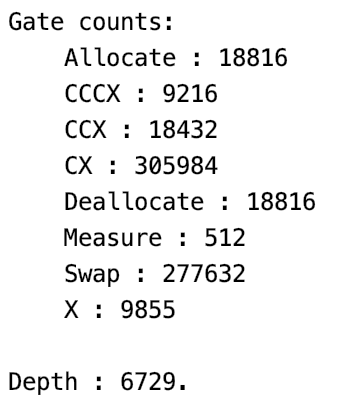 Gate counts:
Allocate : 18816
CCCX : 9216
CCX : 18432
CX : 305984
Deallocate : 18816
Measure : 512
Swap : 277632
X : 9855
Depth : 6729.